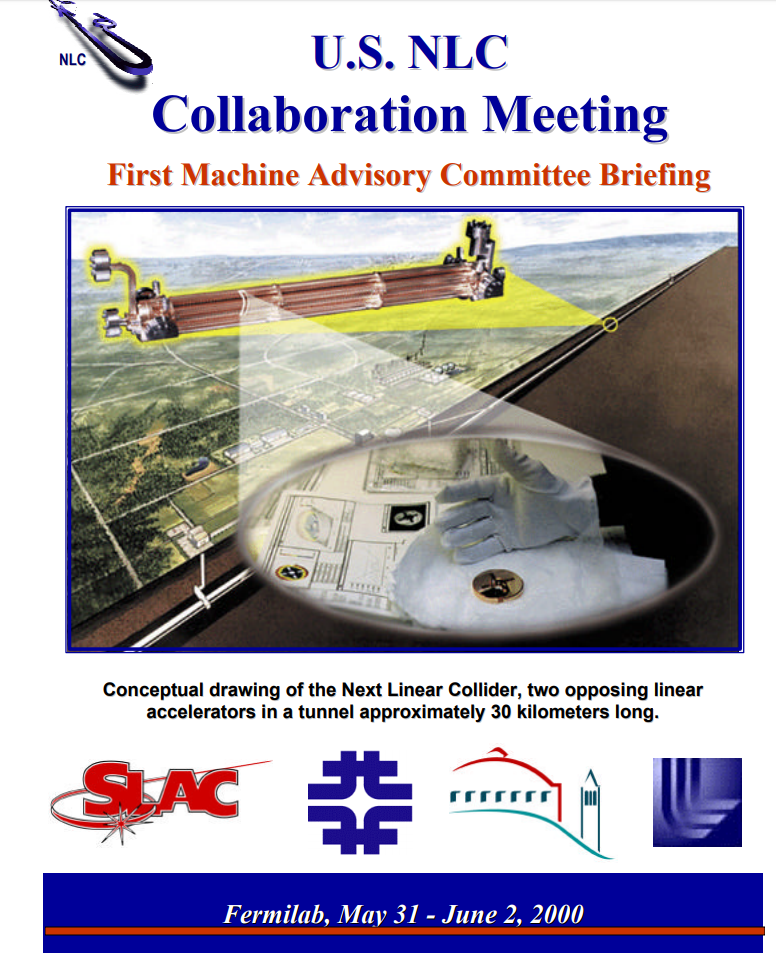 NLC
U.S. NLC
Collaboration Meeting
First Machine Advisory Committee Briefing
Conceptual drawing of the Next Linear Collider, two opposing linear
accelerators in a tunnel approximately 30 kilometers long.
SLAC
Fermilab, May 31 - June 2, 2000